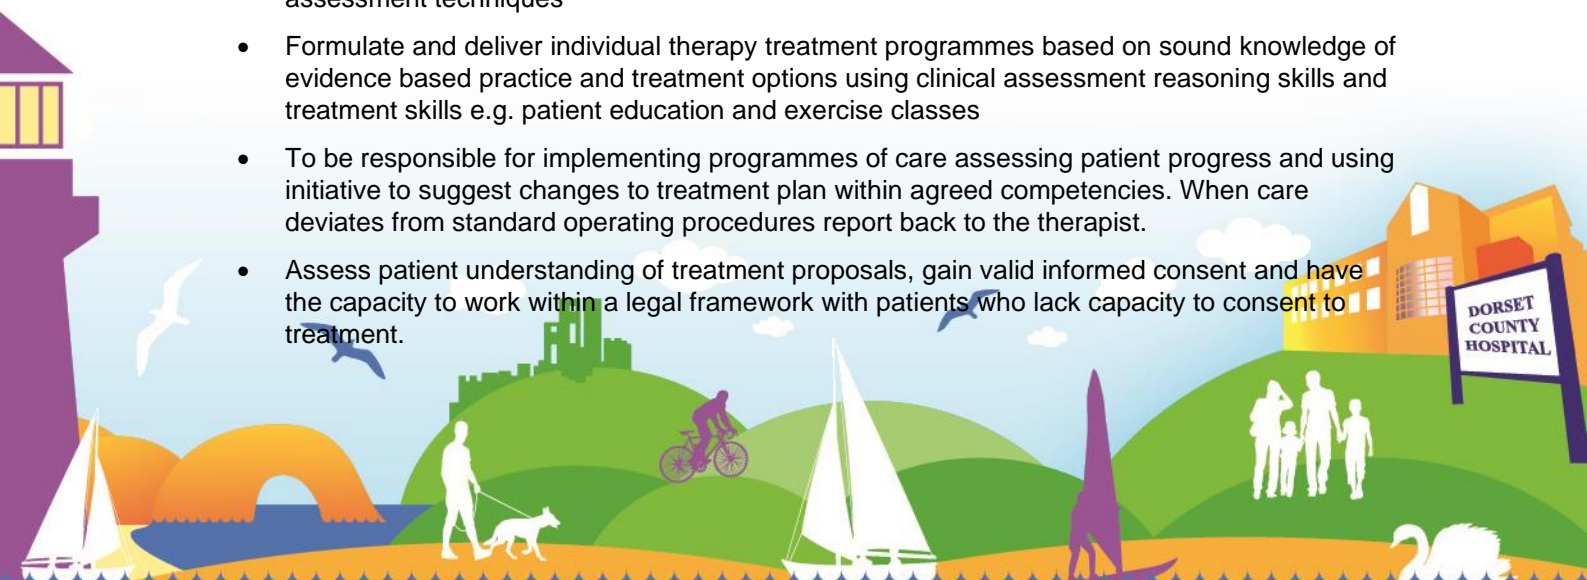 assessment techniques
• Formulate and deliver individual therapy treatment programmes based on sound knowledge of
evidence based practice and treatment options using clinical assessment reasoning skills and
treatment skills e.g. patient education and exercise classes
• To be responsible for implementing programmes of care assessing patient progress and using
initiative to suggest changes to treatment plan within agreed competencies. When care
deviates from standard operating procedures report back to the therapist.
• Assess patient understanding of treatment proposals, gain valid informed consent and have
the capacity to work within a legal framework with patients who lack capacity to consent to
treatment.
DORSET
COUNTY
HOSPITAL